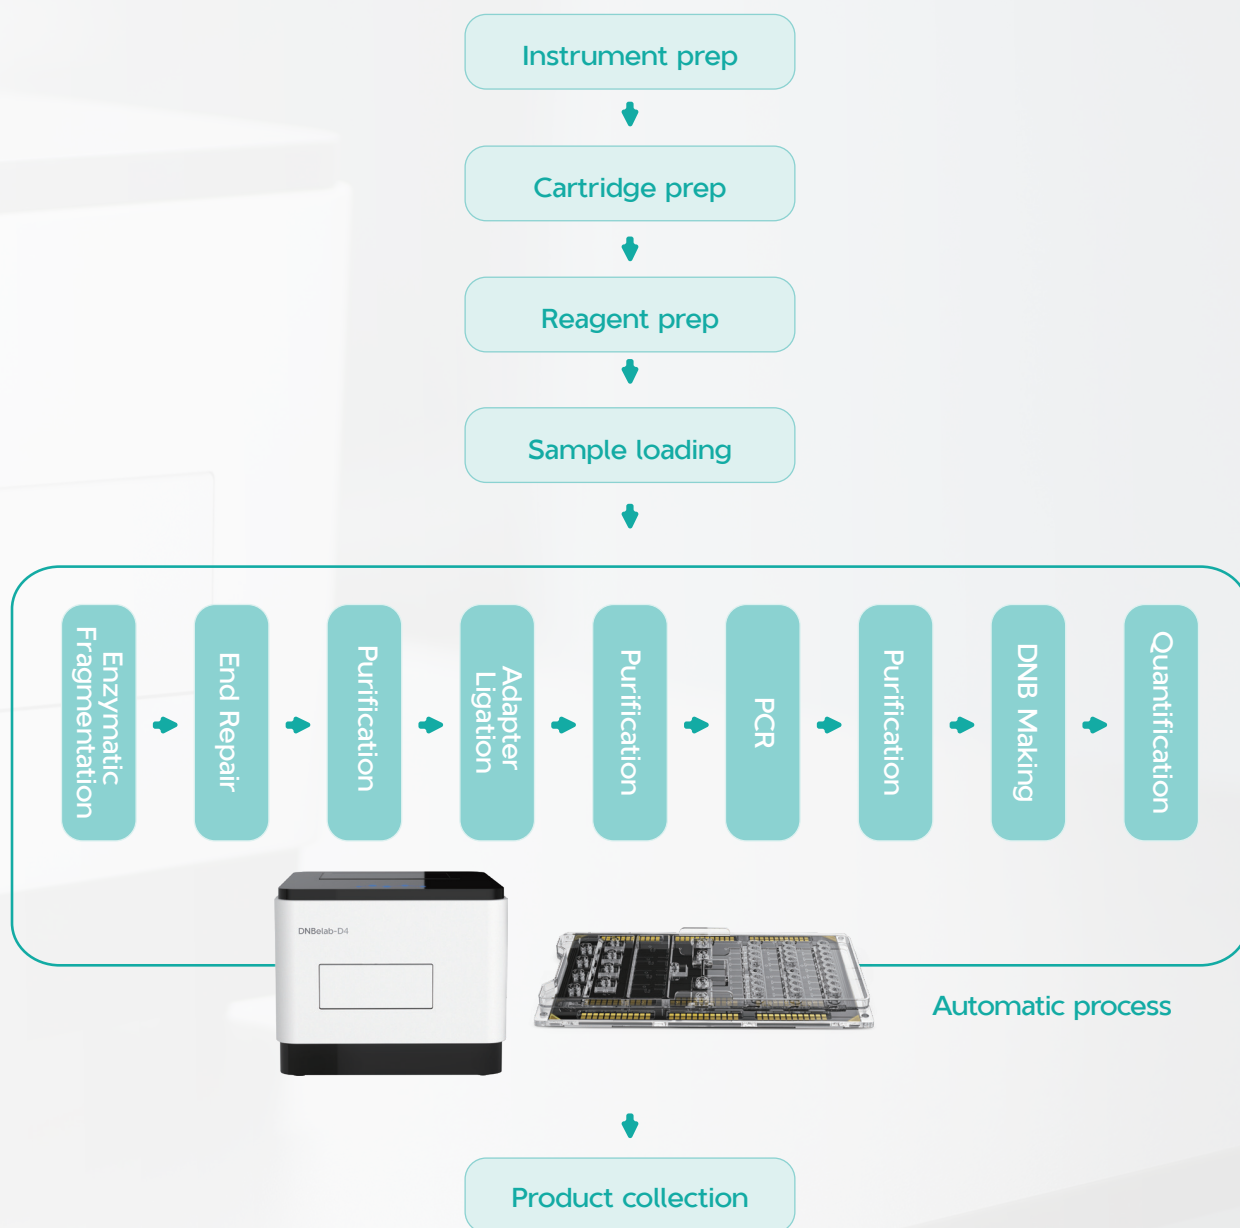 Instrument prep
Cartridge prep
Reagent prep
Sample loading
Enzymatic
Fragmentation
End Repair
Purification
Adapter
Ligation
Purification
PCR
Purification
DNB Making
Quantification
DNBelab-D4
Automatic process
Product collection